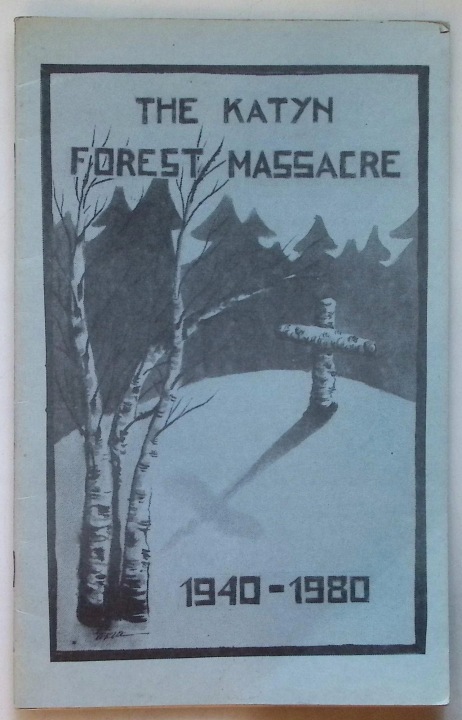 THE KATYN
FOREST MASSACRE
1940-1980